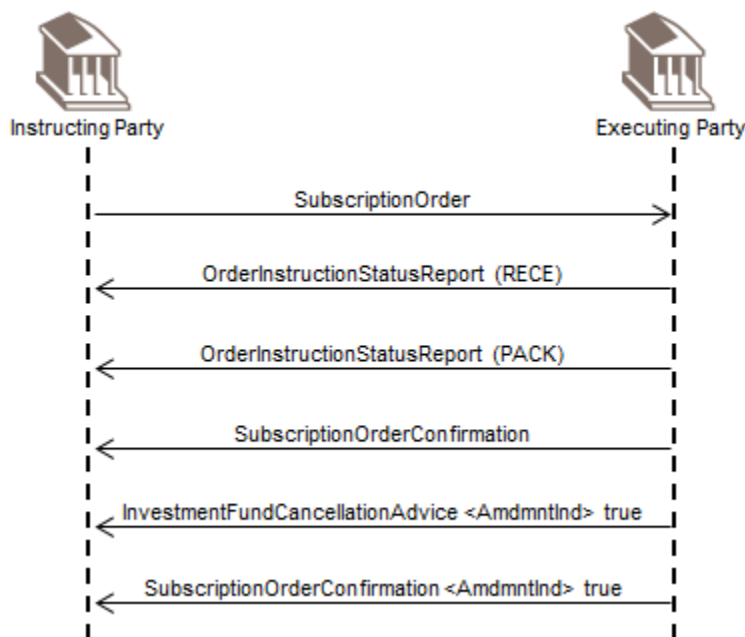 Instructing Party
Executing Party
SubscriptionOrder
OrderInstructionStatusReport (RECE)
OrderInstructionStatusReport (PACK)
SubscriptionOrderConfirmation
InvestmentFundCancellationAdvice <AmdmntInd> true
SubscriptionOrderConfirmation <AmdmntInd> true